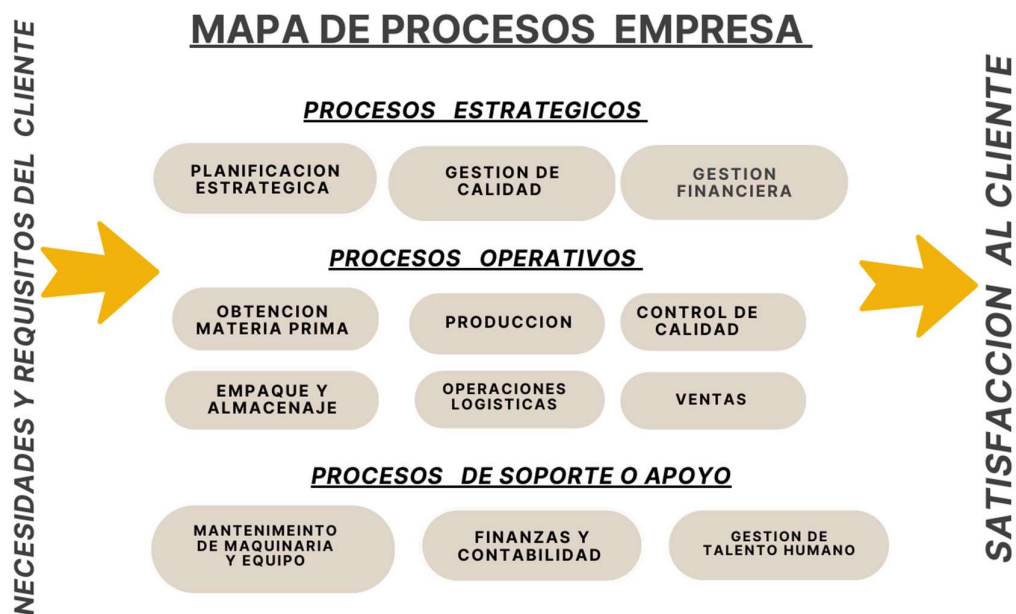 MAPA DE PROCESOS EMPRESA
NECESIDADES Y REQUISITOS DEL CLIENTE
PROCESOS ESTRATEGICOS
PLANIFICACION
ESTRATEGICA
GESTION DE
CALIDAD
GESTION
FINANCIERA
PROCESOS OPERATIVOS
OBTENCION
MATERIA PRIMA
PRODUCCION
CONTROL DE
CALIDAD
EMPAQUE Y
ALMACENAJE
OPERACIONES
LOGISTICAS
VENTAS
PROCESOS DE SOPORTE O APOYO
MANTENIMEINTO
DE MAQUINARIA
Y EQUIPO
FINANZAS Y
CONTABILIDAD
GESTION DE
TALENTO HUMANO
SATISFACCION AL CLIENTE